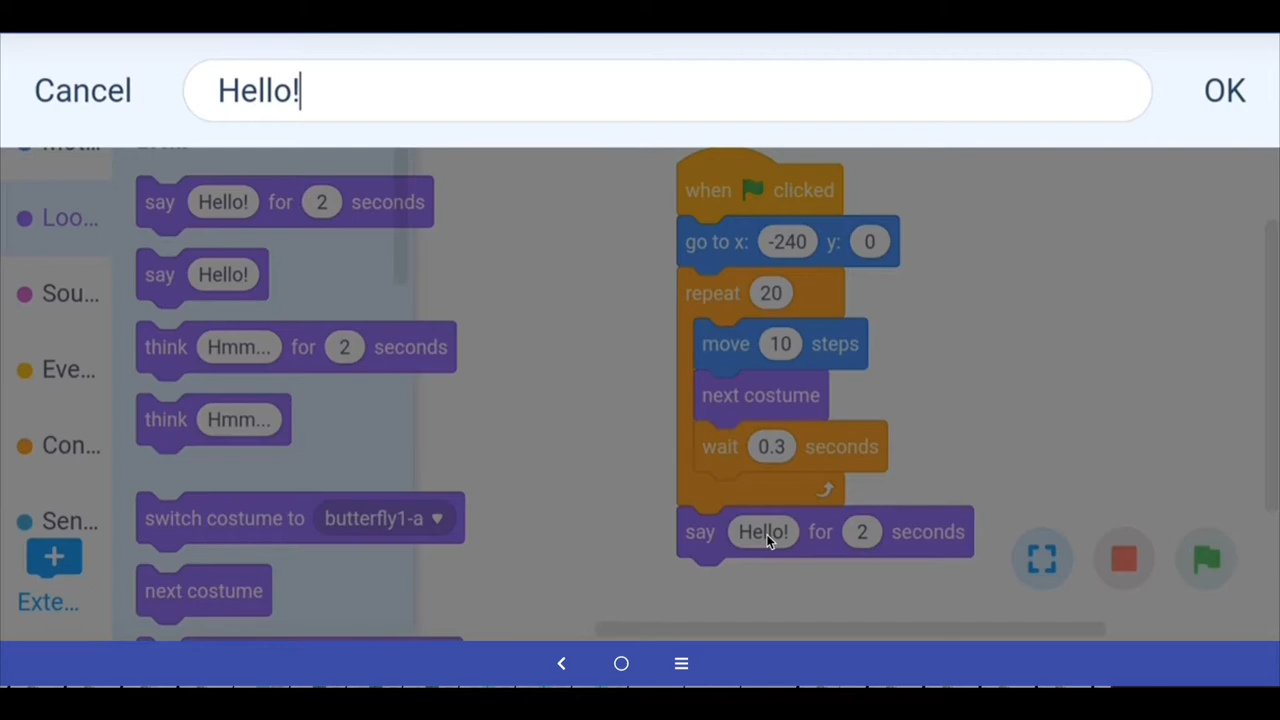 Cancel Hello! OK
Loo...
Sou...
Eve...
Con...
Sen...
Exte...
say Hello! for 2 seconds
say Hello!
think Hmm... for 2 seconds
think Hmm...
switch costume to butterfly1-a
next costume
when clicked
go to x: -240 y: 0
repeat 20
move 10 steps
next costume
wait 0.3 seconds
say Hello! for 2 seconds